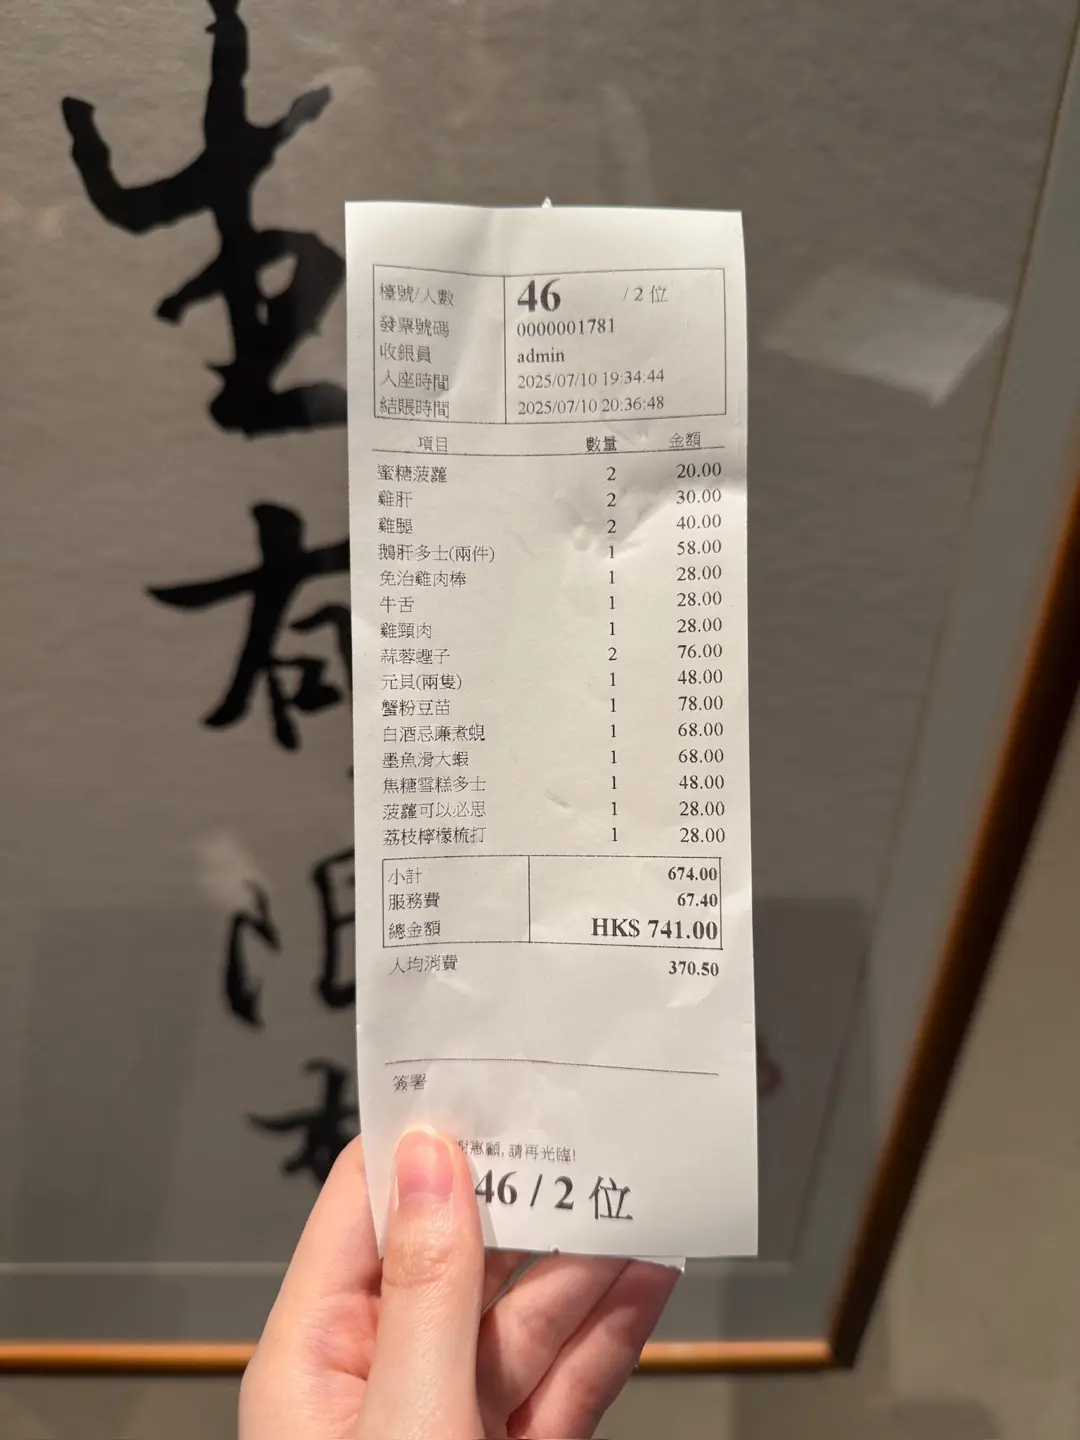 檯號/人數 46 / 2 位
發票號碼 0000001781
收銀員 admin
入座時間 2025/07/10 19:34:44
結賬時間 2025/07/10 20:36:48
項目 數量 金額
蜜糖菠蘿 2 20.00
雞肝 2 30.00
雞腿 2 40.00
鵝肝多士(兩件) 1 58.00
免治雞肉棒 1 28.00
牛舌 1 28.00
雞頸肉 1 28.00
蒜蓉蟶子 2 76.00
元貝(兩隻) 1 48.00
蟹粉豆苗 1 78.00
白酒忌廉煮蜆 1 68.00
墨魚滑大蝦 1 68.00
焦糖雪糕多士 1 48.00
菠蘿可以必思 1 28.00
荔枝檸檬梳打 1 28.00
小計 674.00
服務費 67.40
總金額 HK$ 741.00
人均消費 370.50
簽署
謝惠顧, 請再光臨!
46 / 2 位